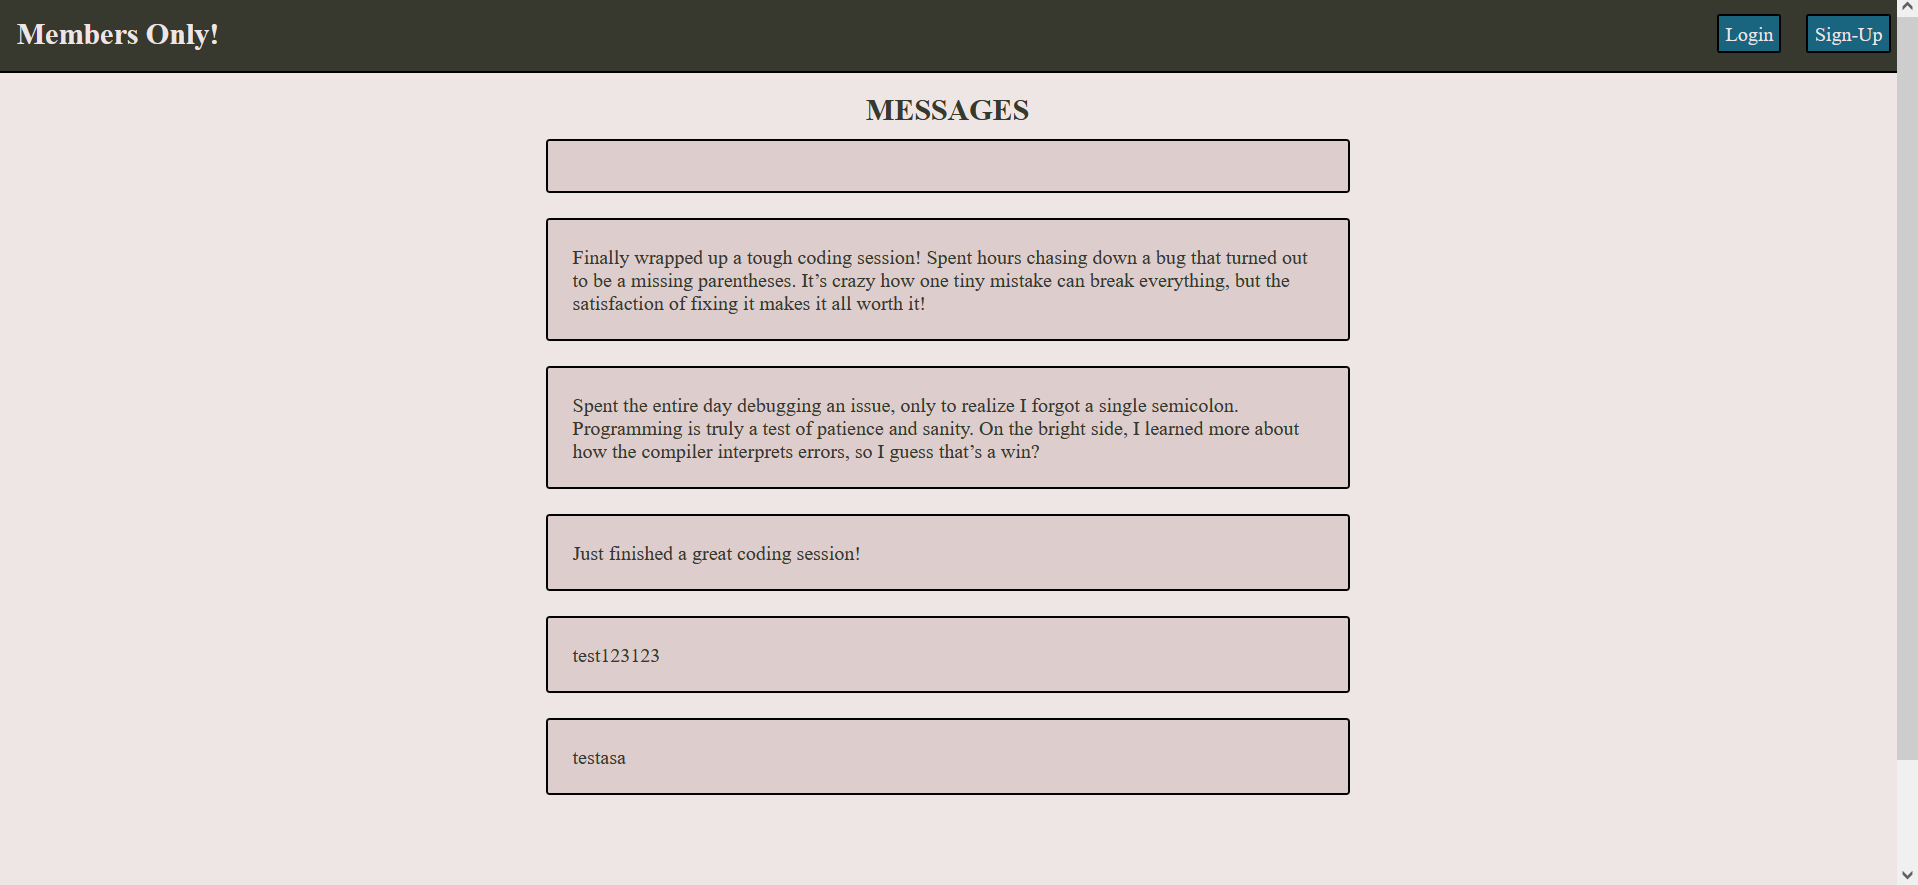 Members Only!
Login
Sign-Up
MESSAGES
Finally wrapped up a tough coding session! Spent hours chasing down a bug that turned out
to be a missing parentheses. It’s crazy how one tiny mistake can break everything, but the
satisfaction of fixing it makes it all worth it!
Spent the entire day debugging an issue, only to realize I forgot a single semicolon.
Programming is truly a test of patience and sanity. On the bright side, I learned more about
how the compiler interprets errors, so I guess that’s a win?
Just finished a great coding session!
test123123
testasa